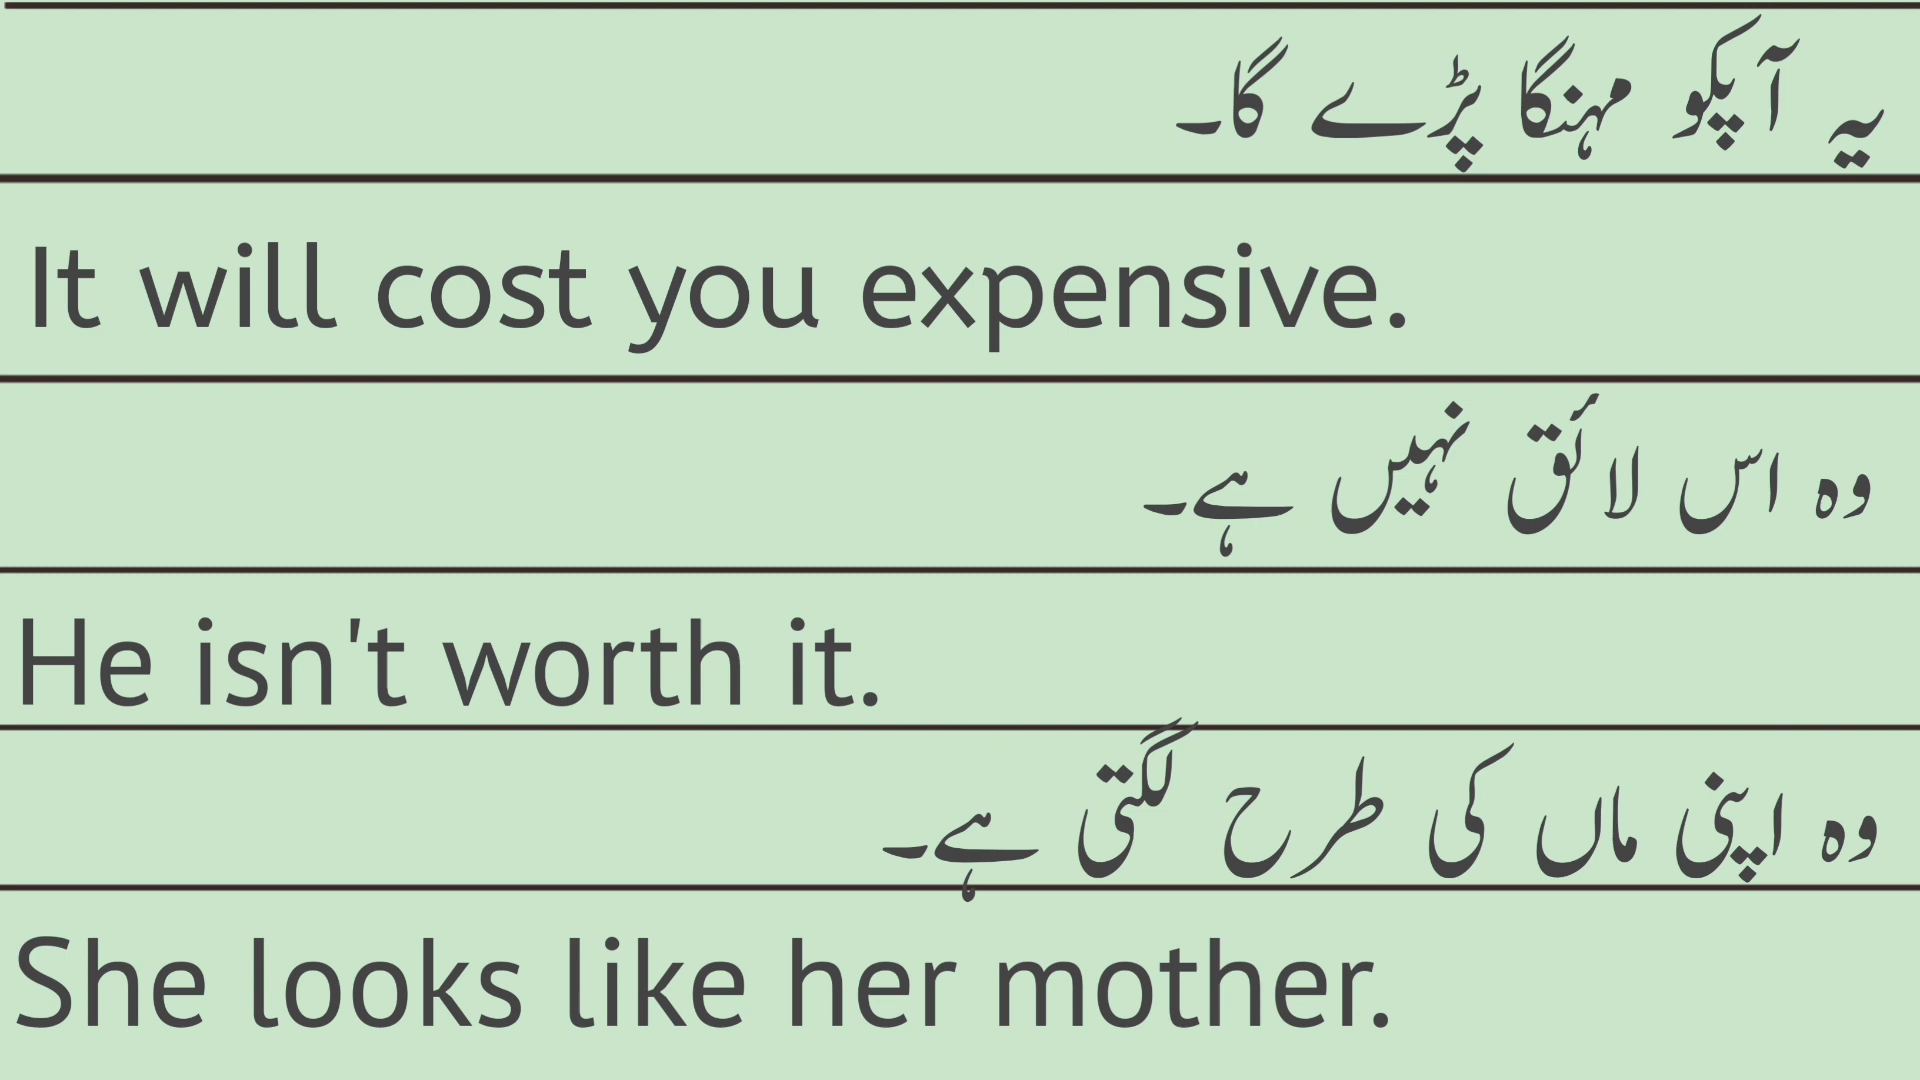 یہ آپکو مہنگا پڑے گا۔
It will cost you expensive.
وہ اس لائق نہیں ہے۔
He isn't worth it.
وہ اپنی ماں کی طرح لگتی ہے۔
She looks like her mother.